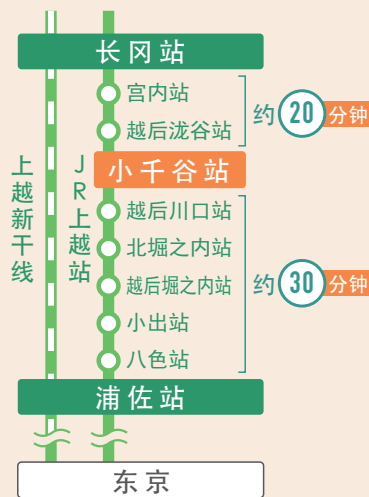 长冈站
宫内站
越后泷谷站
约20分钟
小千谷站
上越新干线
JR上越站
越后川口站
北堀之内站
越后堀之内站
小出站
八色站
约30分钟
浦佐站
东京